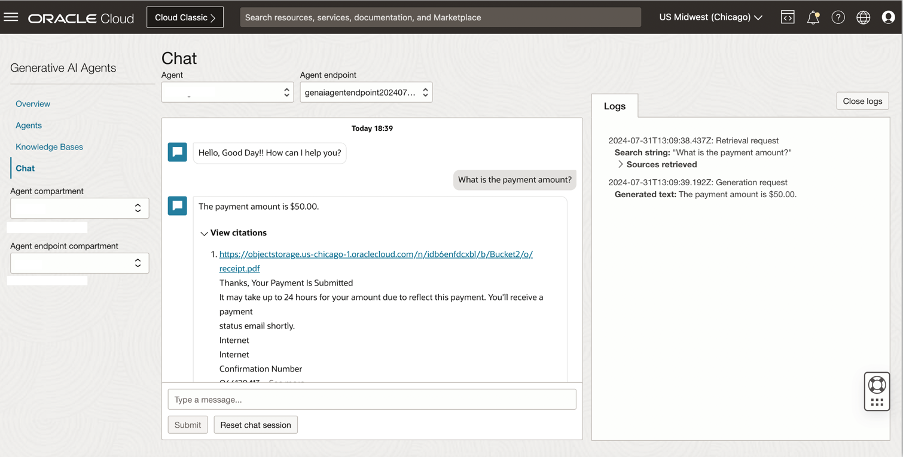 ORACLE Cloud
Cloud Classic >
Search resources, services, documentation, and Marketplace
US Midwest (Chicago)
Generative AI Agents
Overview
Agents
Knowledge Bases
Chat
Agent compartment
Agent endpoint compartment
Chat
Agent
Agent endpoint
genaiagentendpoint202407...
Today 18:39
Hello, Good Day!! How can I help you?
What is the payment amount?
The payment amount is $50.00.
View citations
1. https://objectstorage.us-chicago-1.oraclecloud.com/n/idb6enfdcxbl/b/Bucket2/o/
receipt.pdf
Thanks, Your Payment Is Submitted
It may take up to 24 hours for your amount due to reflect this payment. You'll receive a
payment
status email shortly.
Internet
Internet
Confirmation Number
Type a message...
Submit
Reset chat session
Logs
Close logs
2024-07-31T13:09:38.437Z: Retrieval request
Search string: "What is the payment amount?"
> Sources retrieved
2024-07-31T13:09:39.192Z: Generation request
Generated text: The payment amount is $50.00.